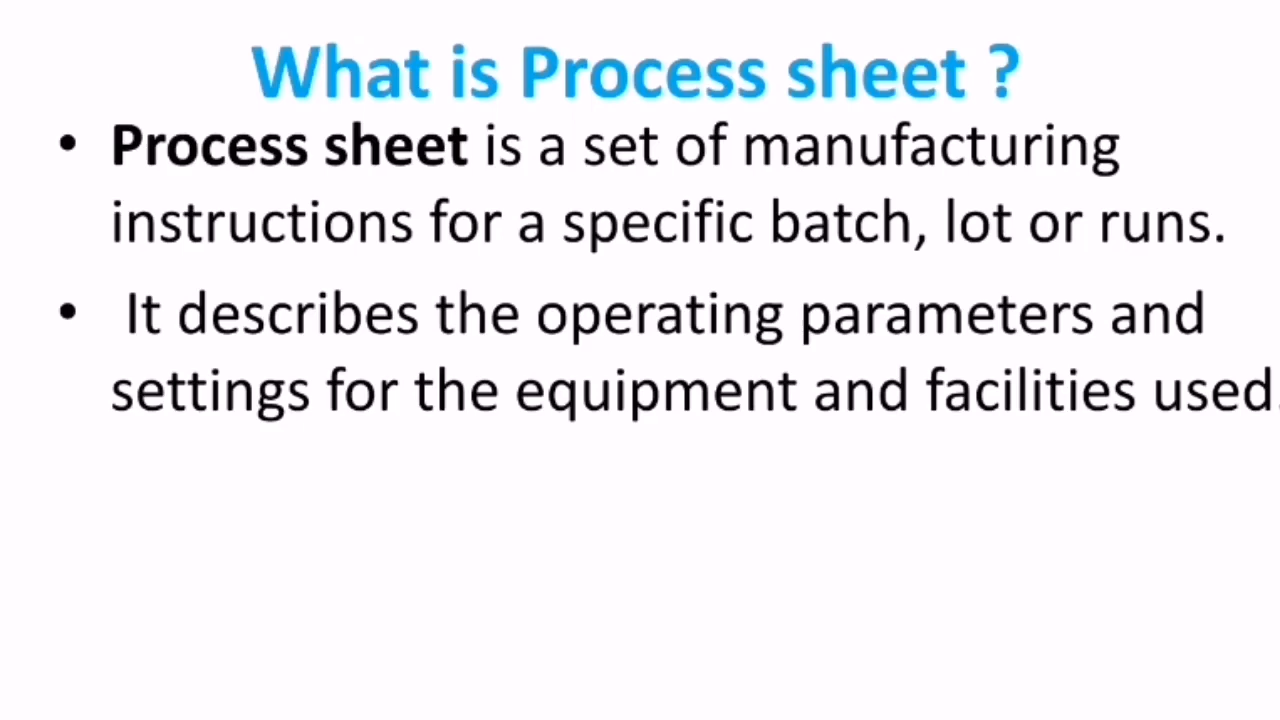 What is Process sheet ?
• Process sheet is a set of manufacturing
instructions for a specific batch, lot or runs.
• It describes the operating parameters and
settings for the equipment and facilities used.